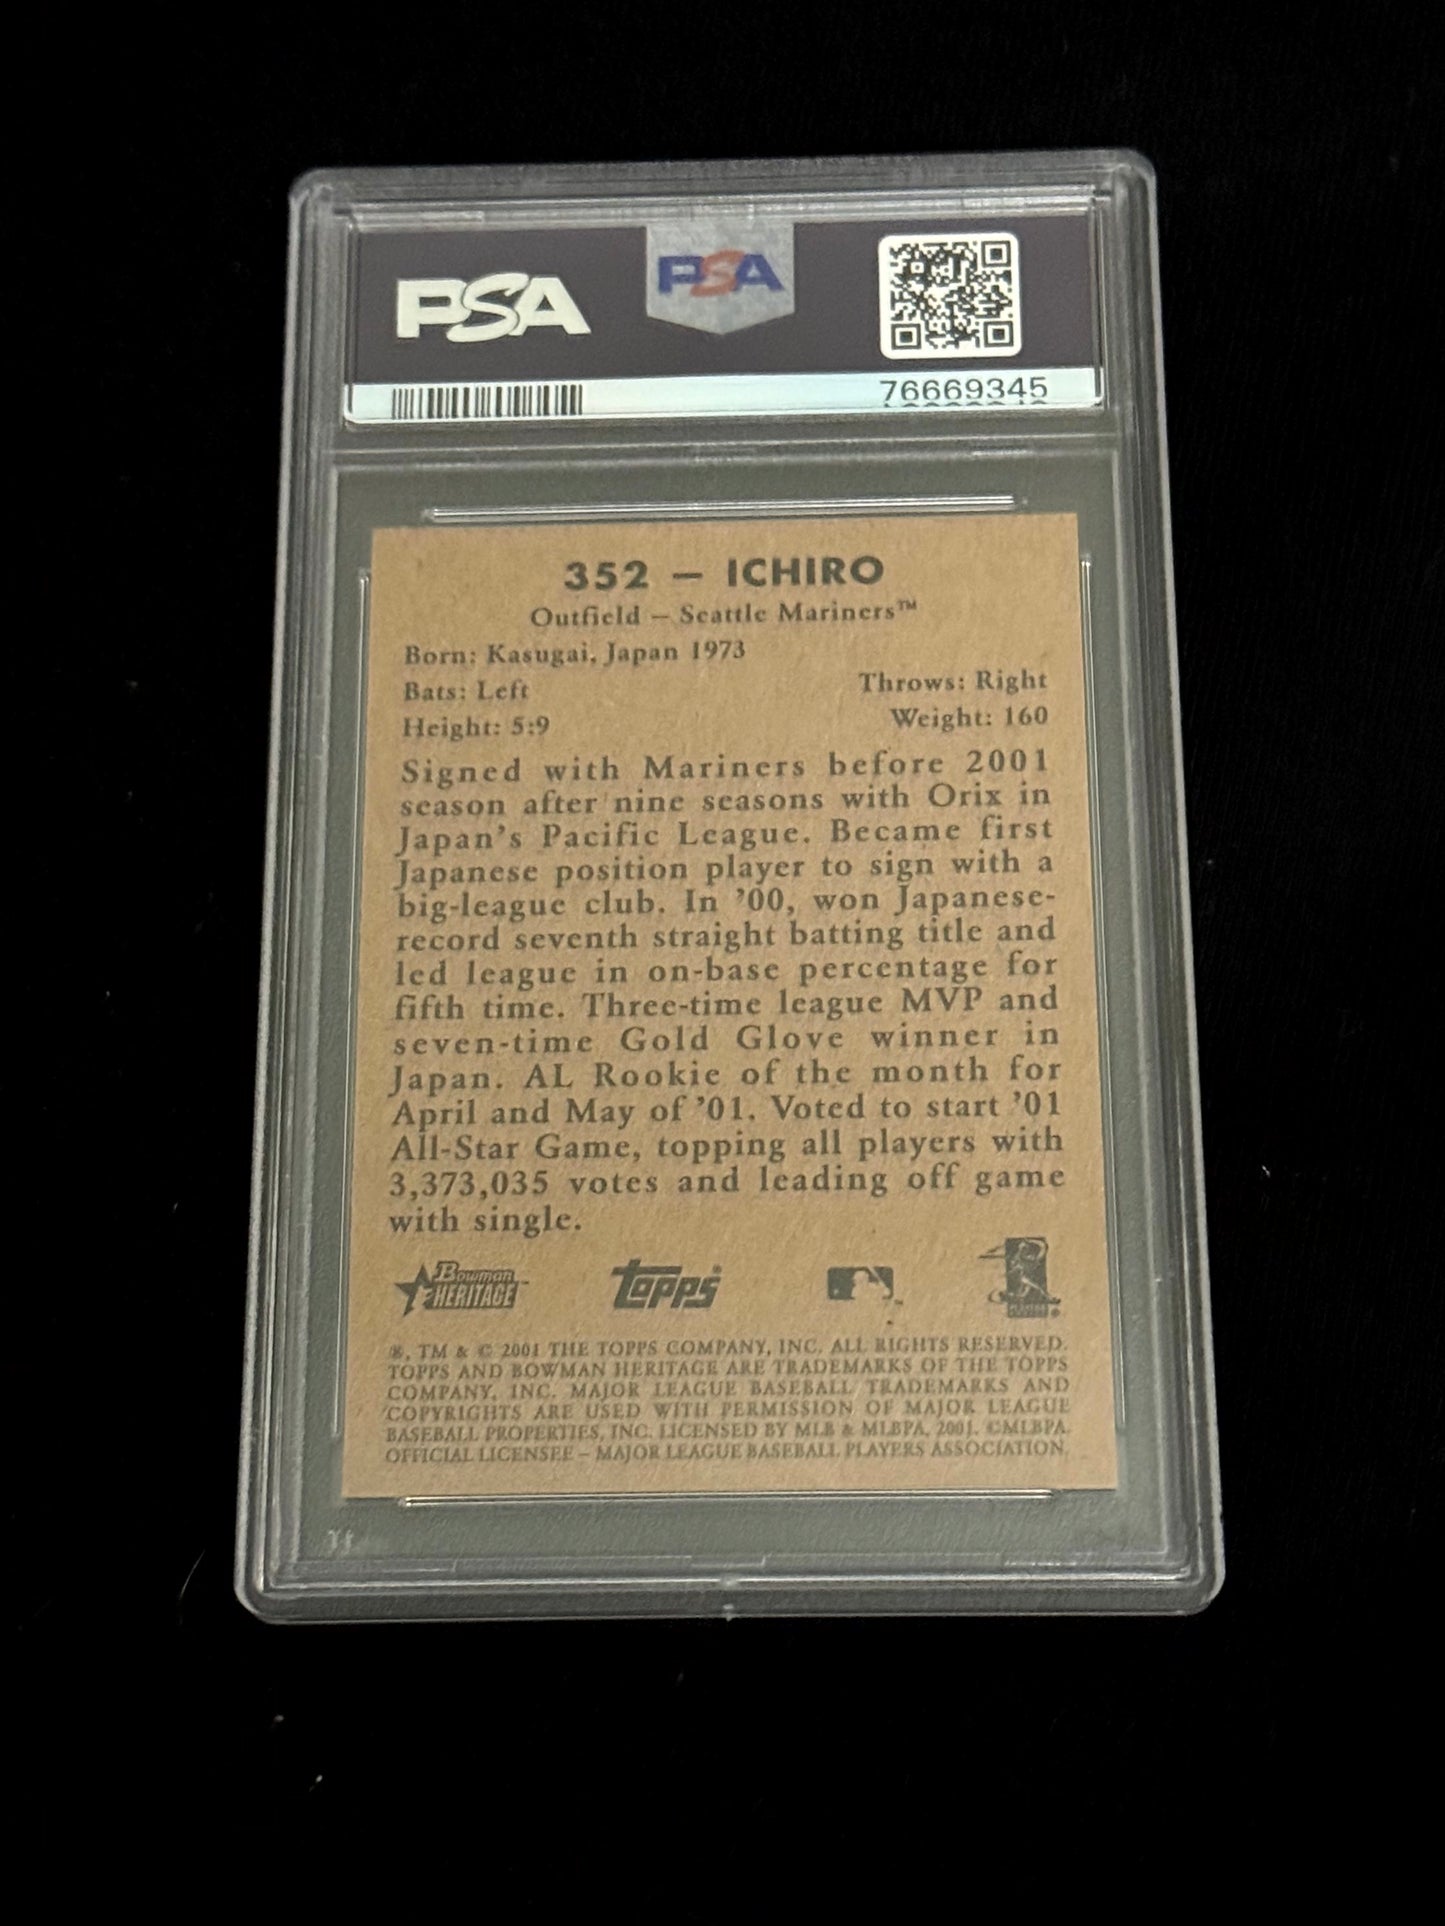 PSA
PSA
76669345
352 – ICHIRO
Outfield – Seattle Mariners™
Born: Kasugai, Japan 1973
Bats: Left Throws: Right
Height: 5:9 Weight: 160
Signed with Mariners before 2001
season after nine seasons with Orix in
Japan's Pacific League. Became first
Japanese position player to sign with a
big-league club. In '00, won Japanese-
record seventh straight batting title and
led league in on-base percentage for
fifth time. Three-time league MVP and
seven-time Gold Glove winner in
Japan. AL Rookie of the month for
April and May of '01. Voted to start '01
All-Star Game, topping all players with
3,373,035 votes and leading off game
with single.
Bowman
HERITAGE
topps
®, TM & © 2001 THE TOPPS COMPANY, INC. ALL RIGHTS RESERVED.
TOPPS AND BOWMAN HERITAGE ARE TRADEMARKS OF THE TOPPS
COMPANY, INC. MAJOR LEAGUE BASEBALL TRADEMARKS AND
COPYRIGHTS ARE USED WITH PERMISSION OF MAJOR LEAGUE
BASEBALL PROPERTIES, INC. LICENSED BY MLB & MLBPA, 2001. ©MLBPA
OFFICIAL LICENSEE – MAJOR LEAGUE BASEBALL PLAYERS ASSOCIATION.